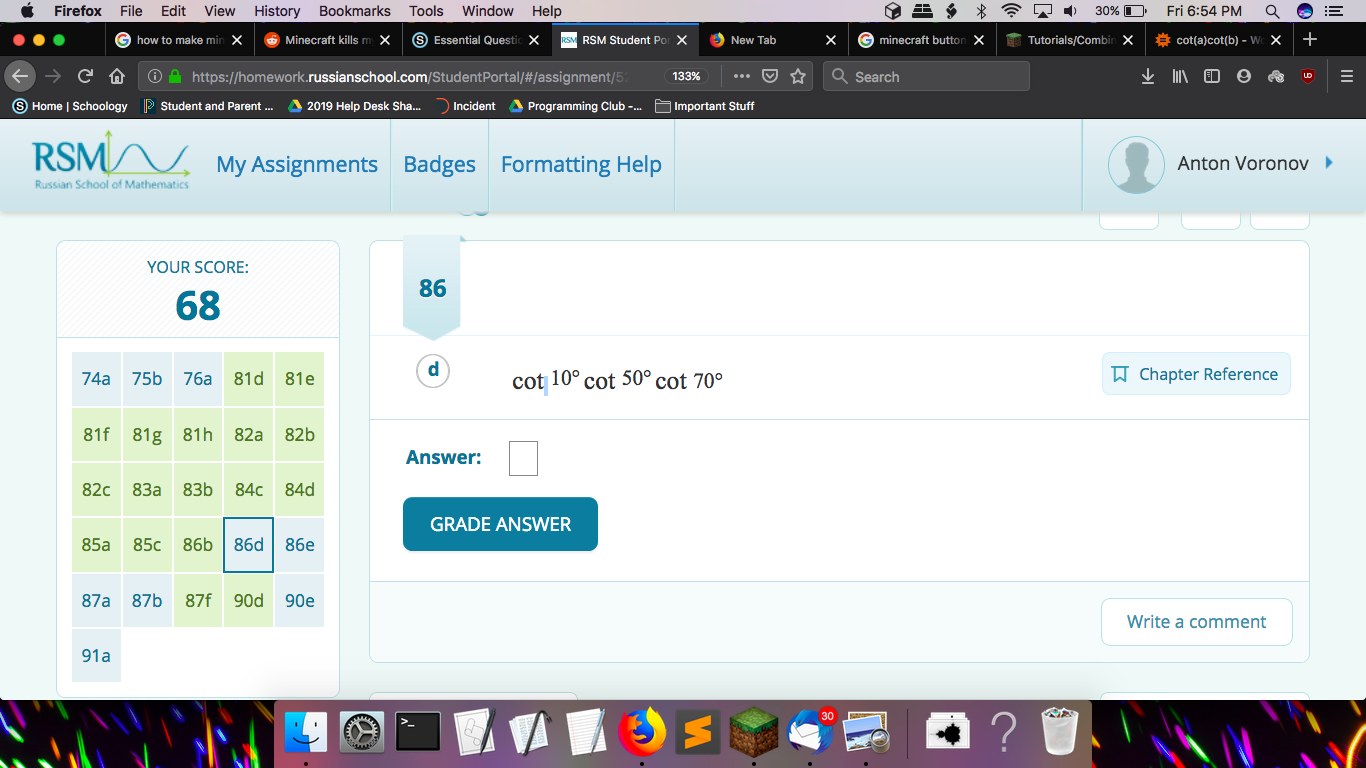 Firefox File Edit View History Bookmarks Tools Window Help 30% Fri 6:54 PM
how to make min Minecraft kills m Essential Questio RSM RSM Student Por New Tab minecraft button Tutorials/Combin cot(a)cot(b) - W
https://homework.russianschool.com/StudentPortal/#/assignment/5 133% Search
Home | Schoology Student and Parent ... 2019 Help Desk Sha... Incident Programming Club -... Important Stuff
RSM
Russian School of Mathematics
My Assignments Badges Formatting Help Anton Voronov
YOUR SCORE:
68
86
d cot 10° cot 50° cot 70° Chapter Reference
74a 75b 76a 81d 81e
81f 81g 81h 82a 82b
82c 83a 83b 84c 84d
85a 85c 86b 86d 86e
87a 87b 87f 90d 90e
91a
Answer:
GRADE ANSWER
Write a comment
30